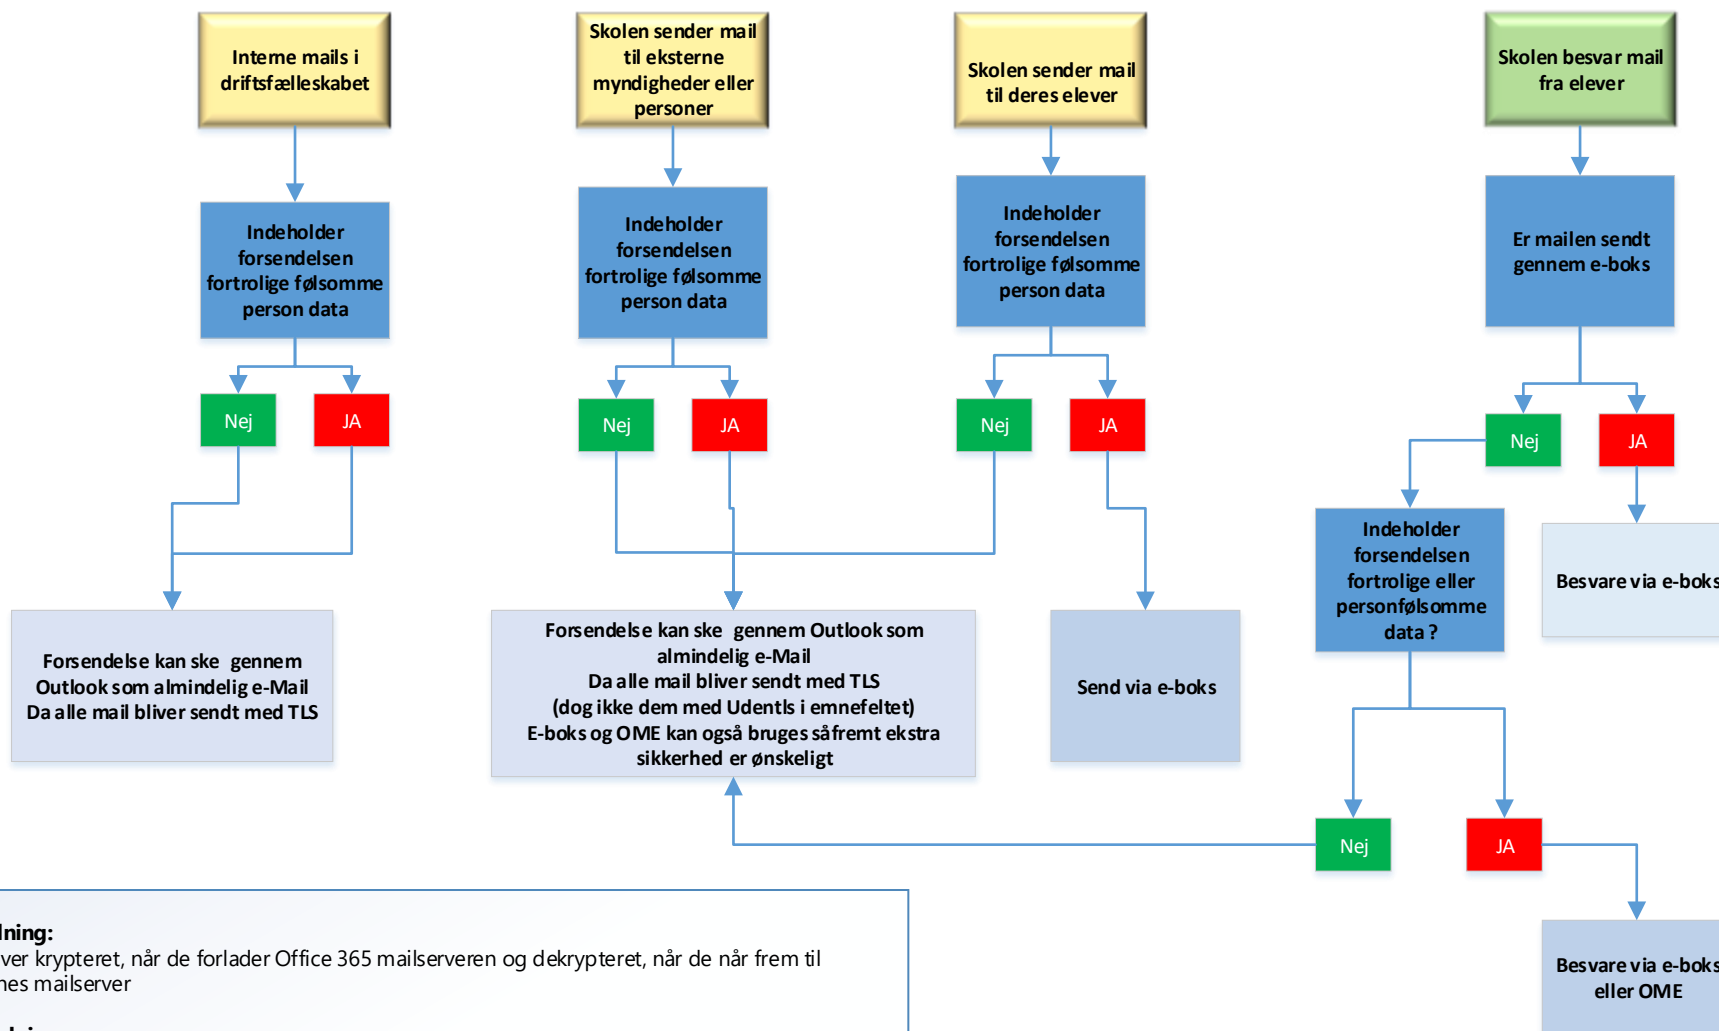 Interne mails i
driftsfælleskabet
Skolen sender mail
til eksterne
myndigheder eller
personer
Skolen sender mail
til deres elever
Skolen besvar mail
fra elever
Indeholder
forsendelsen
fortrolige følsomme
person data
Indeholder
forsendelsen
fortrolige følsomme
person data
Indeholder
forsendelsen
fortrolige følsomme
person data
Er mailen sendt
gennem e-boks
Nej
JA
Nej
JA
Nej
JA
Nej
JA
Indeholder
forsendelsen
fortrolige eller
personfølsomme
data ?
Besvare via e-boks
Forsendelse kan ske gennem
Outlook som almindelig e-Mail
Da alle mail bliver sendt med TLS
Forsendelse kan ske gennem Outlook som
almindelig e-Mail
Da alle mail bliver sendt med TLS
(dog ikke dem med Udentls i emnefeltet)
E-boks og OME kan også bruges såfremt ekstra
sikkerhed er ønskeligt
Send via e-boks
Nej
JA
Besvare via e-boks
eller OME
dning:
ver krypteret, når de forlader Office 365 mailserveren og dekrypteret, når de når frem til
nes mailserver